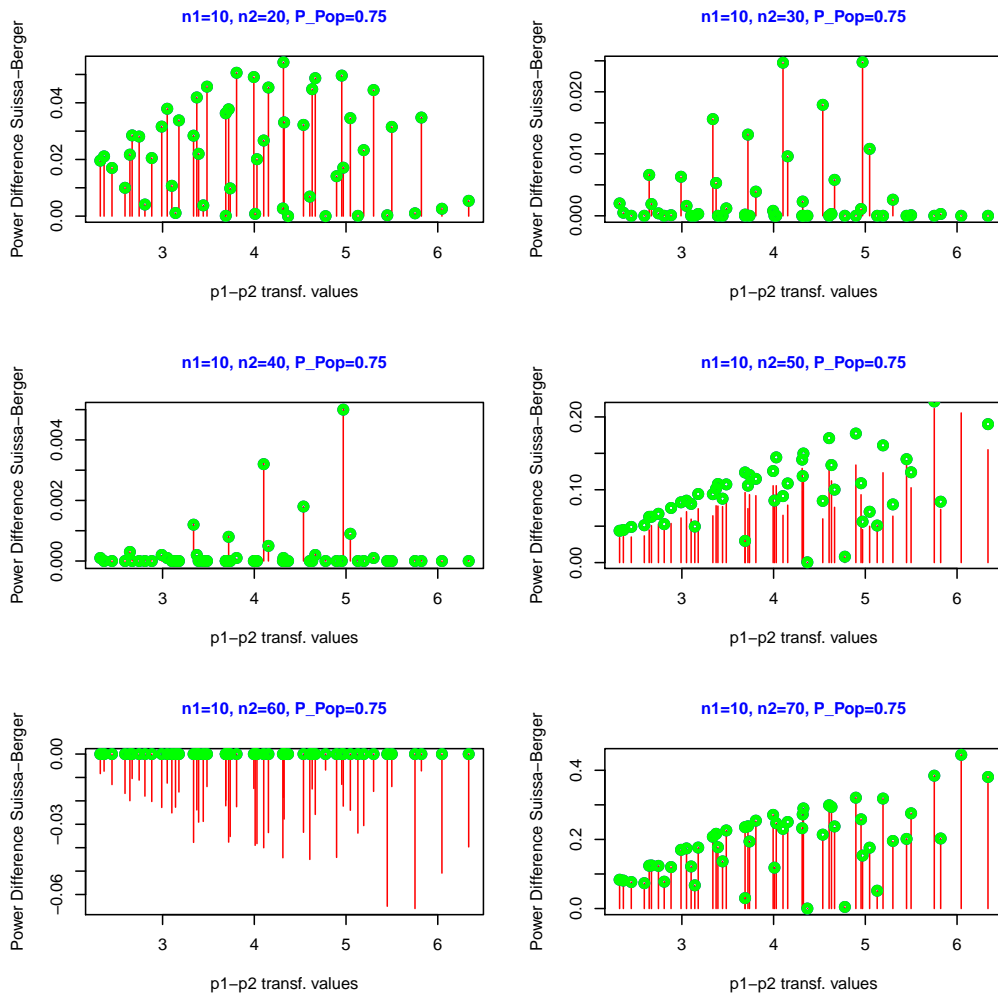 n1=10, n2=20, P_Pop=0.75
Power Difference Suissa−Berger
0.00 0.02 0.04
3 4 5 6
p1−p2 transf. values
n1=10, n2=30, P_Pop=0.75
Power Difference Suissa−Berger
0.000 0.010 0.020
3 4 5 6
p1−p2 transf. values
n1=10, n2=40, P_Pop=0.75
Power Difference Suissa−Berger
0.000 0.002 0.004
3 4 5 6
p1−p2 transf. values
n1=10, n2=50, P_Pop=0.75
Power Difference Suissa−Berger
0.00 0.10 0.20
3 4 5 6
p1−p2 transf. values
n1=10, n2=60, P_Pop=0.75
Power Difference Suissa−Berger
−0.06 −0.03 0.00
3 4 5 6
p1−p2 transf. values
n1=10, n2=70, P_Pop=0.75
Power Difference Suissa−Berger
0.0 0.2 0.4
3 4 5 6
p1−p2 transf. values